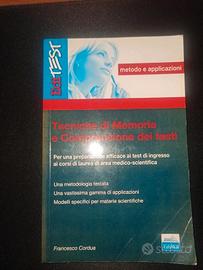 TEST
metodo e applicazioni
Tecniche di Memoria
e Comprensione dei testi
Per una preparazione efficace ai test di ingresso
ai corsi di laurea di area medico-scientifica
Una metodologia testata
Una vastissima gamma di applicazioni
Modelli specifici per materie scientifiche
Francesco Cordua
subito